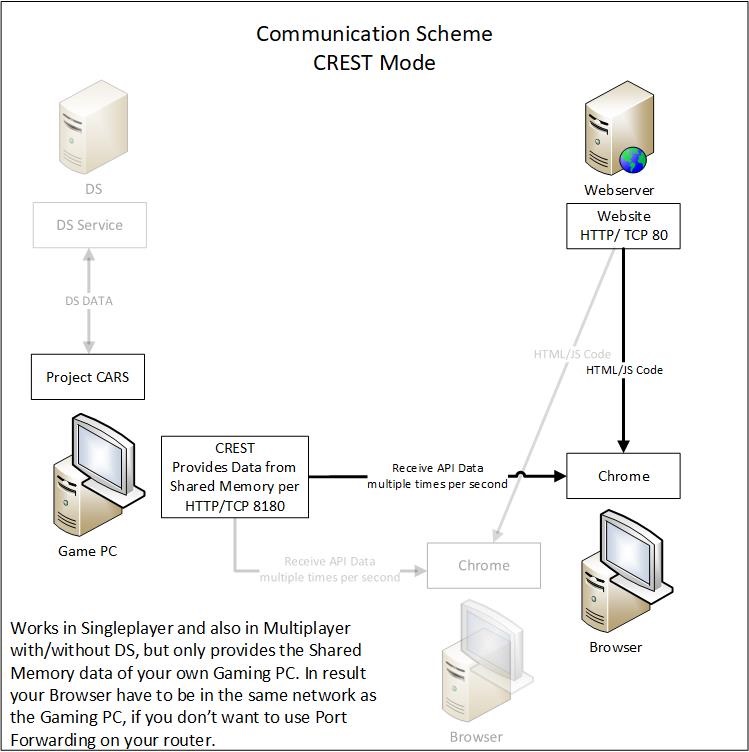 Communication Scheme
CREST Mode
DS
Webserver
DS Service
Website
HTTP/ TCP 80
DS DATA
HTML/JS Code
HTML/JS Code
Project CARS
CREST
Provides Data from
Shared Memory per
HTTP/TCP 8180
Receive API Data
multiple times per second
Chrome
Game PC
Receive API Data
multiple times per second
Chrome
Browser
Works in Singleplayer and also in Multiplayer
with/without DS, but only provides the Shared
Memory data of your own Gaming PC. In result
your Browser have to be in the same network as
the Gaming PC, if you don’t want to use Port
Forwarding on your router.
Browser